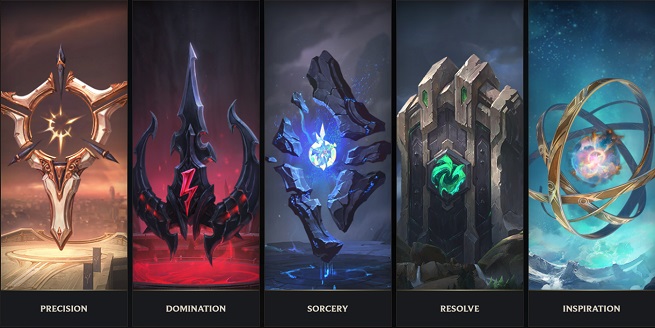 PRECISION
DOMINATION
SORCERY
RESOLVE
INSPIRATION